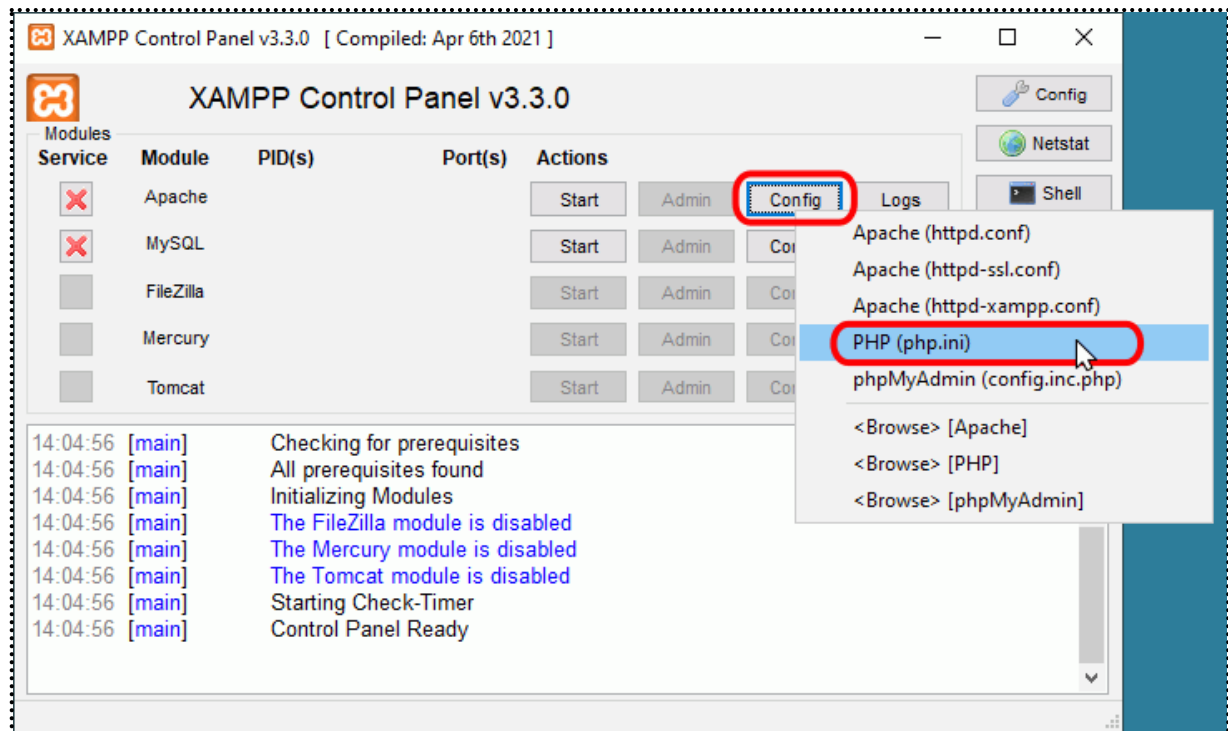 XAMPP Control Panel v3.3.0 [ Compiled: Apr 6th 2021 ]
XAMPP Control Panel v3.3.0
Config
Modules
Service Module PID(s) Port(s) Actions
Netstat
Apache Start Admin Config Logs
Shell
MySQL Start Admin
FileZilla Start Admin
Mercury Start Admin
Tomcat Start Admin
Apache (httpd.conf)
Apache (httpd-ssl.conf)
Apache (httpd-xampp.conf)
PHP (php.ini)
phpMyAdmin (config.inc.php)
<Browse> [Apache]
<Browse> [PHP]
<Browse> [phpMyAdmin]
14:04:56 [main] Checking for prerequisites
14:04:56 [main] All prerequisites found
14:04:56 [main] Initializing Modules
14:04:56 [main] The FileZilla module is disabled
14:04:56 [main] The Mercury module is disabled
14:04:56 [main] The Tomcat module is disabled
14:04:56 [main] Starting Check-Timer
14:04:56 [main] Control Panel Ready